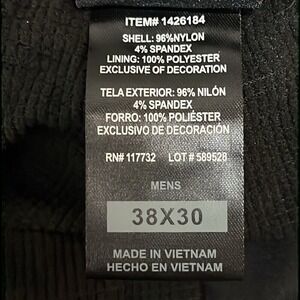 ITEM# 1426184
SHELL: 96%NYLON
4% SPANDEX
LINING: 100% POLYESTER
EXCLUSIVE OF DECORATION
TELA EXTERIOR: 96% NILÓN
4% SPANDEX
FORRO: 100% POLIÉSTER
EXCLUSIVO DE DECORACIÓN
RN# 117732 LOT # 589528
MENS
38X30
MADE IN VIETNAM
HECHO EN VIETNAM